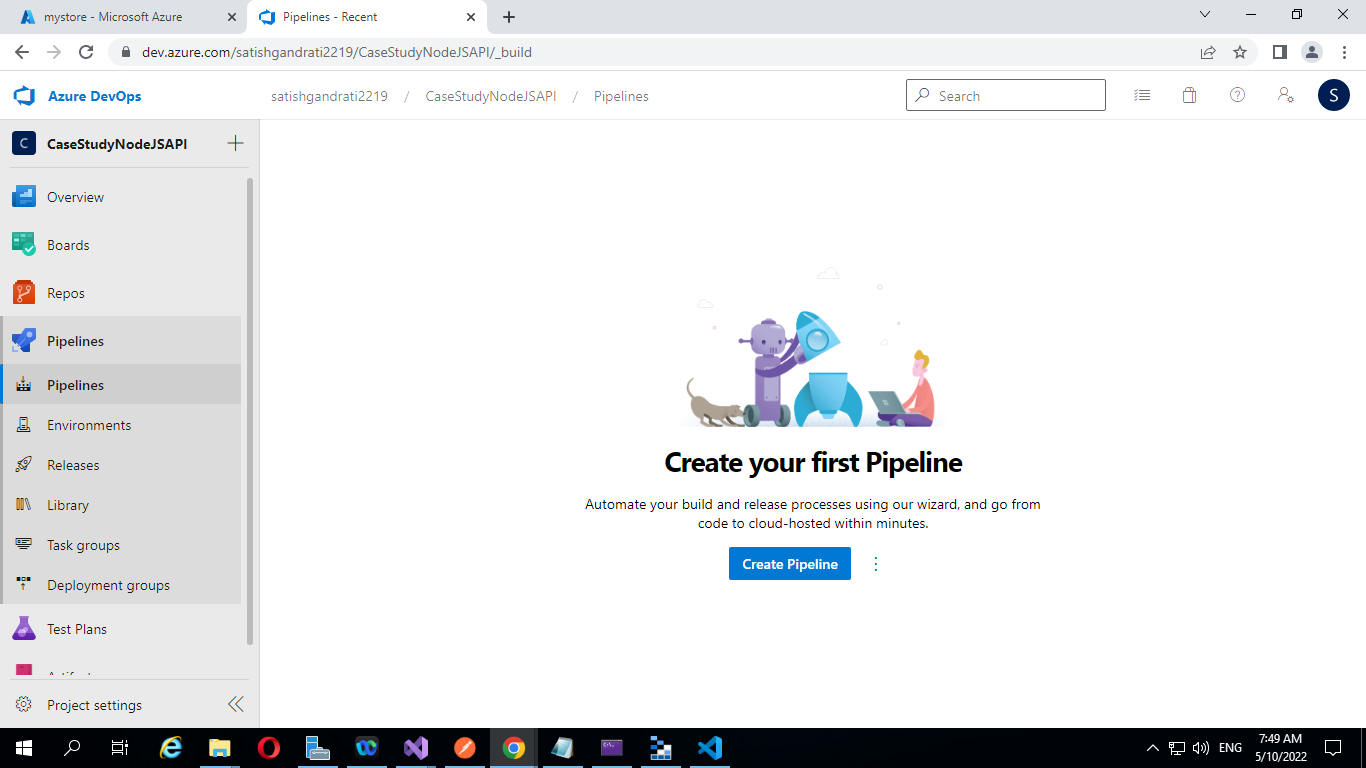 mystore - Microsoft Azure
Pipelines - Recent
dev.azure.com/satishgandrati2219/CaseStudyNodeJSAPI/_build
Azure DevOps
satishgandrati2219 / CaseStudyNodeJSAPI / Pipelines
Search
S
C
CaseStudyNodeJSAPI
Overview
Boards
Repos
Pipelines
Pipelines
Environments
Releases
Library
Task groups
Deployment groups
Test Plans
Project settings
Create your first Pipeline
Automate your build and release processes using our wizard, and go from
code to cloud-hosted within minutes.
Create Pipeline
ENG
7:49 AM
5/10/2022